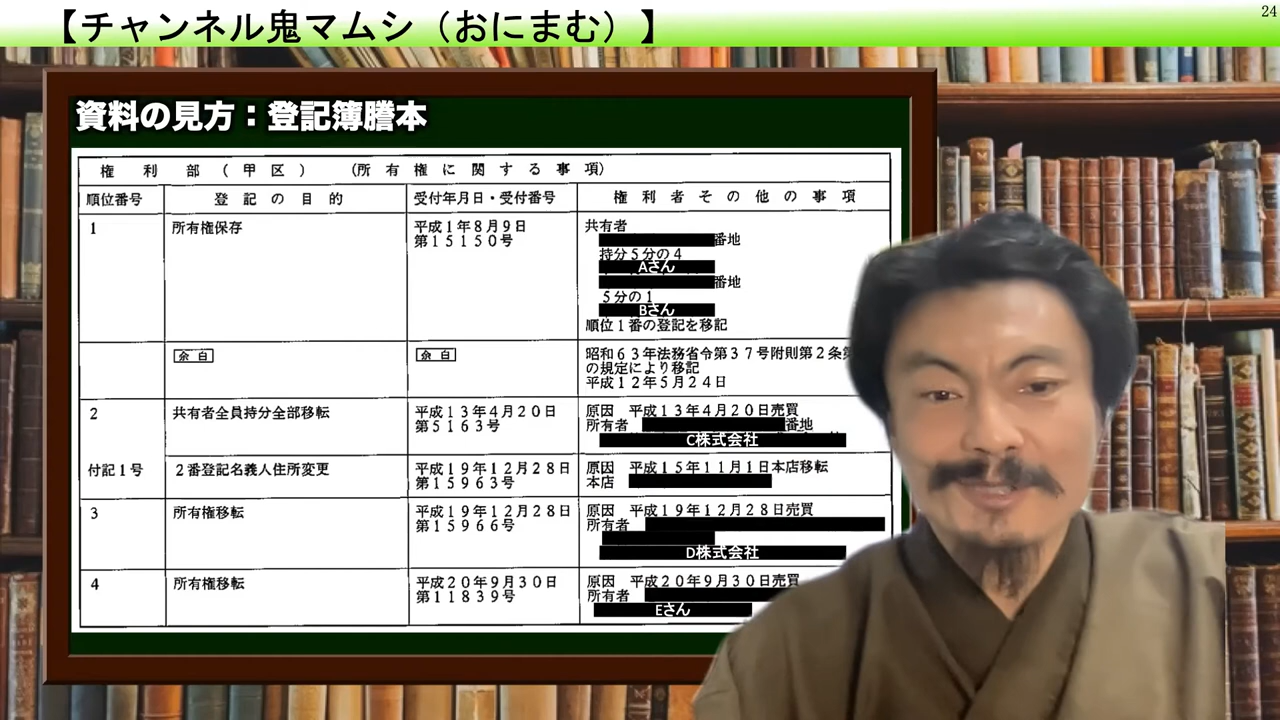 【チャンネル鬼マムシ（おにまむ）】
24
資料の見方：登記簿謄本
権利部（甲区）（所有権に関する事項）
順位番号 登記の目的 受付年月日・受付番号 権利者その他の事項
1 所有権保存 平成１年８月９日 共有者
第１５１５０号 番地
持分５分の４
Aさん
番地
５分の１
Bさん
順位１番の登記を移記
余白 余白 昭和６３年法務省令第３７号附則第２条第
の規定により移記
平成１２年５月２４日
2 共有者全員持分全部移転 平成１３年４月２０日 原因 平成１３年４月２０日売買
第５１６３号 所有者 番地
C株式会社
付記１号 ２番登記名義人住所変更 平成１９年１２月２８日 原因 平成１５年１１月１日本店移転
第１５９６３号 本店
3 所有権移転 平成１９年１２月２８日 原因 平成１９年１２月２８日売買
第１５９６６号 所有者
D株式会社
4 所有権移転 平成２０年９月３０日 原因 平成２０年９月３０日売買
第１１８３９号 所有者
Eさん